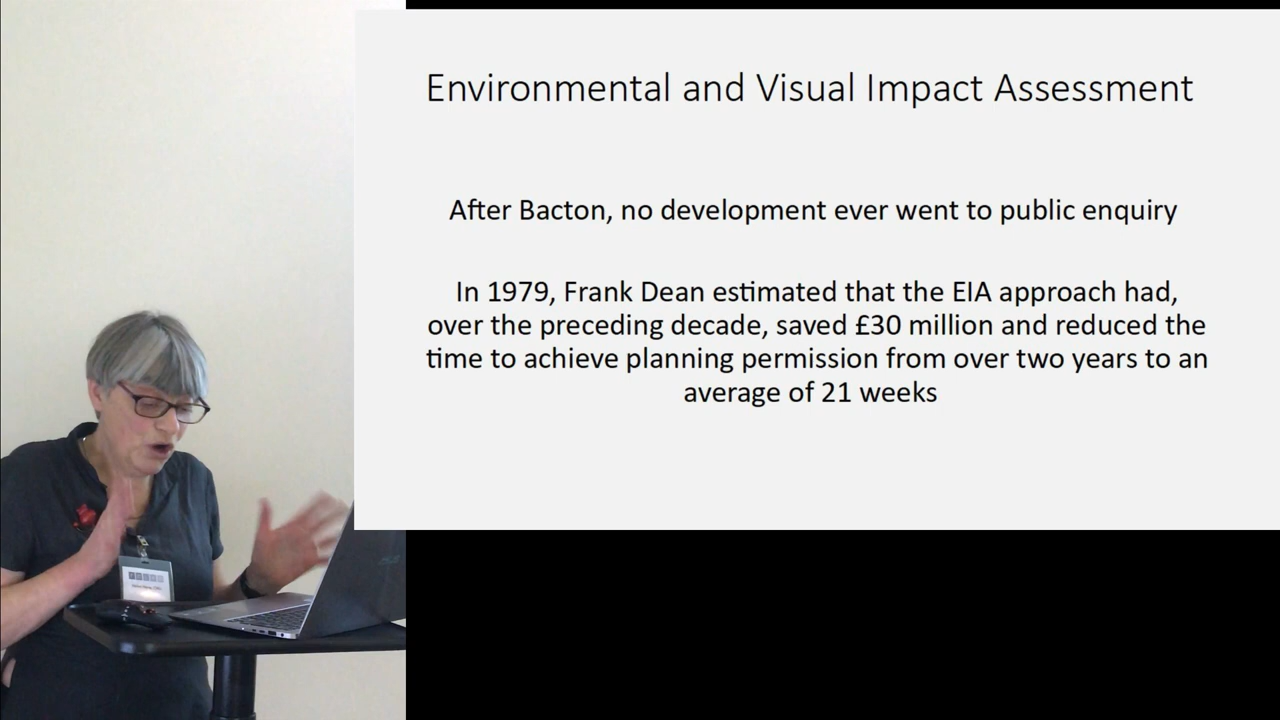 Environmental and Visual Impact Assessment
After Bacton, no development ever went to public enquiry
In 1979, Frank Dean estimated that the EIA approach had,
over the preceding decade, saved £30 million and reduced the
time to achieve planning permission from over two years to an
average of 21 weeks